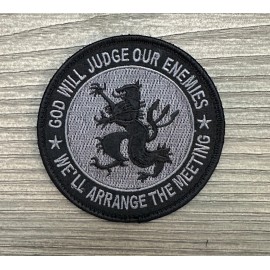 GOD WILL JUDGE OUR ENEMIES
WE'LL ARRANGE THE MEETING